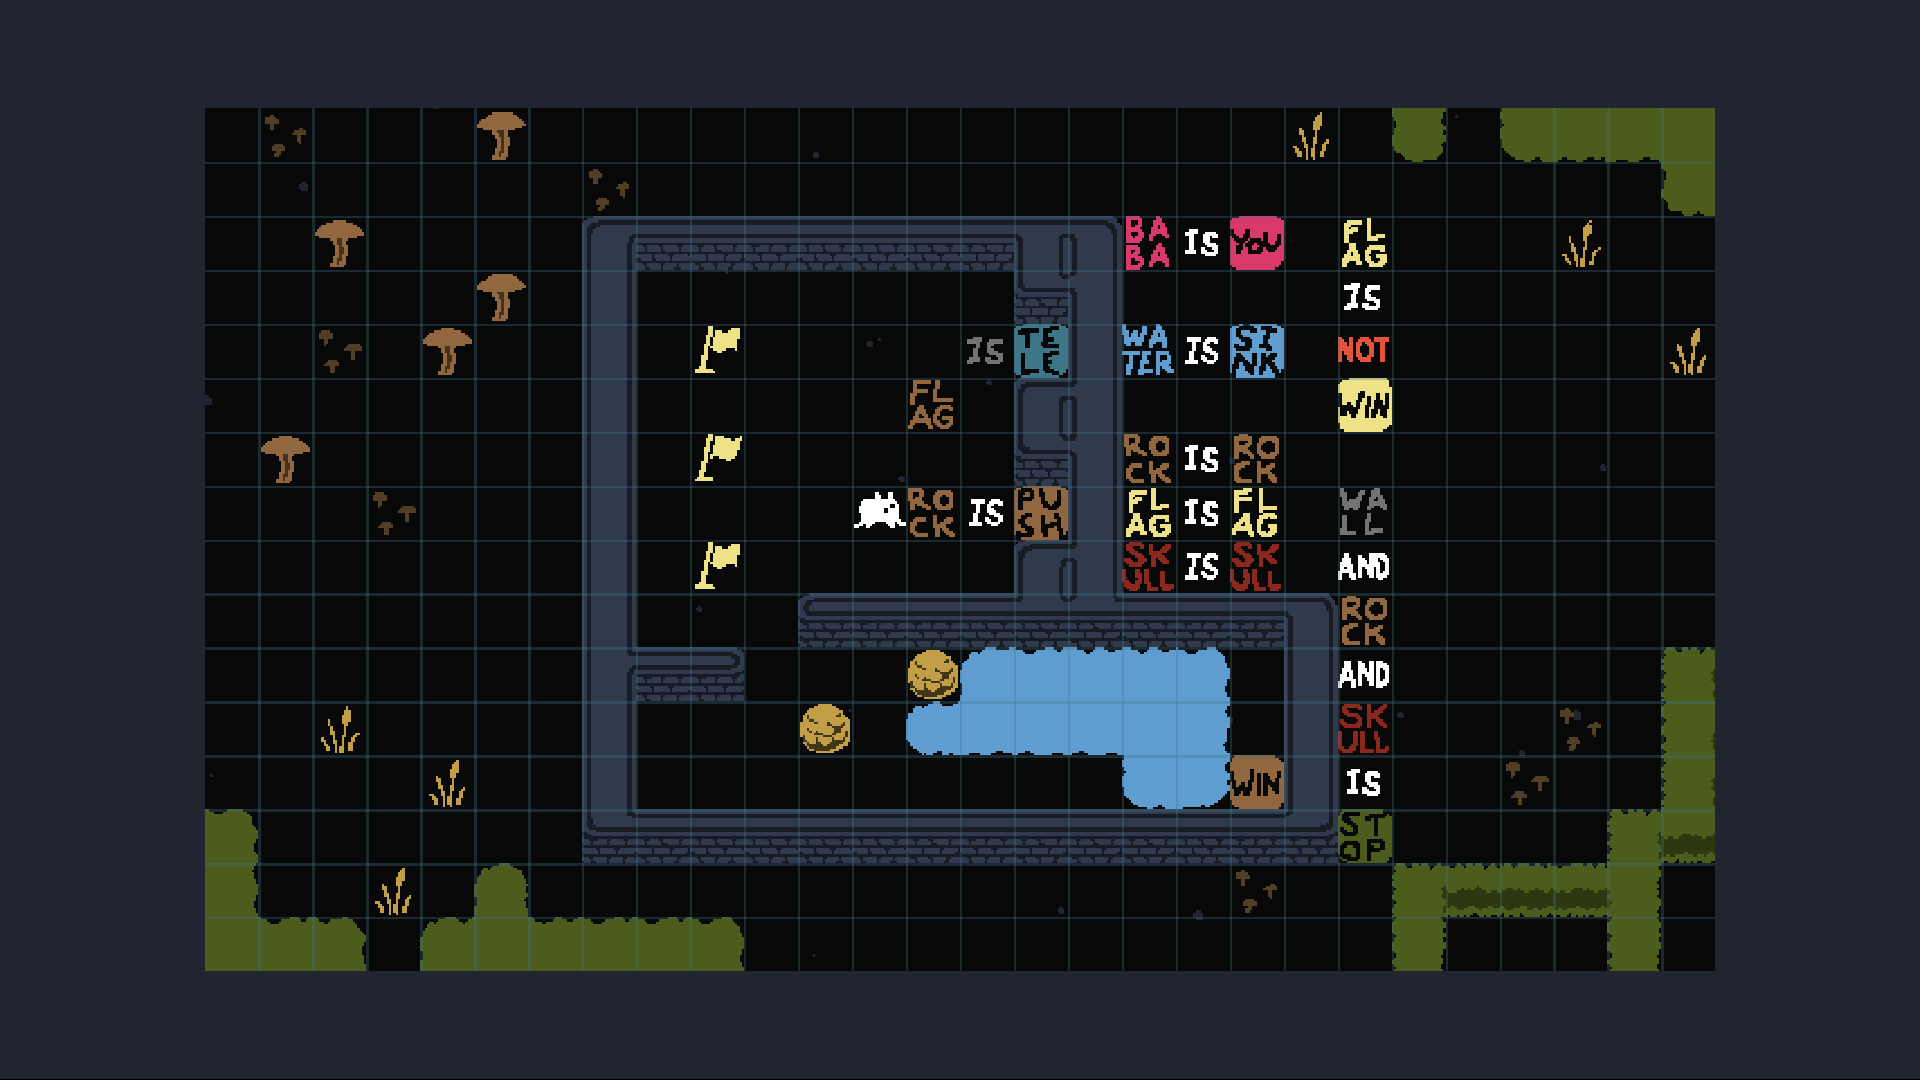 BABA IS YOU FLAG
IS
IS TELE WATER IS SINK NOT
FLAG WIN
ROCK IS ROCK
ROCK IS PUSH FLAG IS FLAG WALL
SKULL IS SKULL AND
ROCK
AND
SKULL
WIN IS
STOP